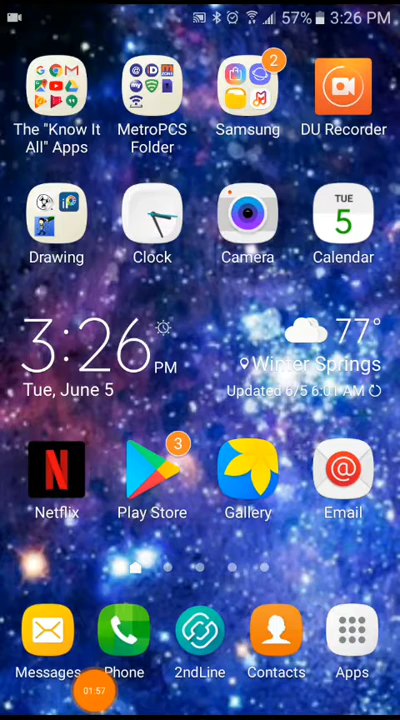 57% 3:26 PM
2
The "Know It All" Apps
MetroPCS Folder
Samsung
DU Recorder
TUE
5
Drawing
Clock
Camera
Calendar
3:26 PM
77°
Winter Springs
Tue, June 5
Updated 6/5 6:01 AM
3
Netflix
Play Store
Gallery
Email
Messages
Phone
2ndLine
Contacts
Apps
01:57